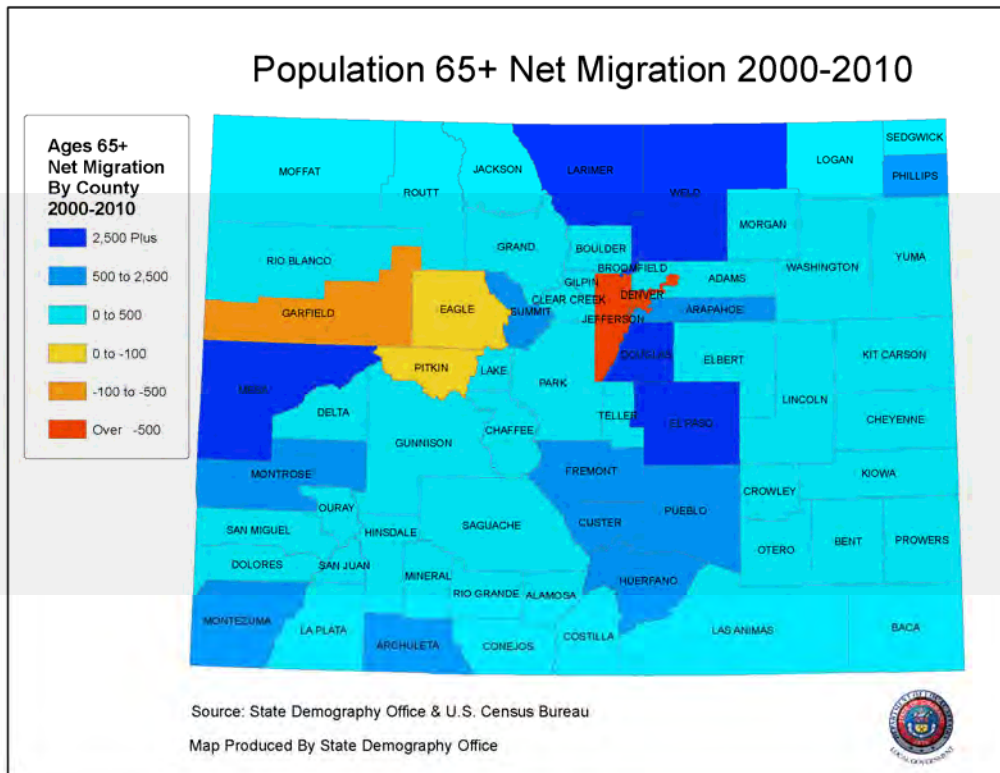 Population 65+ Net Migration 2000-2010
Ages 65+
Net Migration
By County
2000-2010
2,500 Plus
500 to 2,500
0 to 500
0 to -100
-100 to -500
Over -500
MOFFAT
ROUTT
JACKSON
LARIMER
WELD
LOGAN
SEDGWICK
PHILLIPS
MORGAN
RIO BLANCO
GRAND
BOULDER
BROOMFIELD
WASHINGTON
YUMA
GILPIN
ADAMS
CLEAR CREEK
DENVER
GARFIELD
EAGLE
SUMMIT
JEFFERSON
ARAPAHOE
MESA
PITKIN
LAKE
PARK
DOUGLAS
ELBERT
KIT CARSON
LINCOLN
DELTA
GUNNISON
CHAFFEE
TELLER
EL PASO
CHEYENNE
MONTROSE
FREMONT
KIOWA
CROWLEY
OURAY
PUEBLO
SAN MIGUEL
HINSDALE
SAGUACHE
CUSTER
OTERO
BENT
PROWERS
DOLORES
SAN JUAN
MINERAL
HUERFANO
RIO GRANDE
ALAMOSA
MONTEZUMA
LA PLATA
ARCHULETA
CONEJOS
COSTILLA
LAS ANIMAS
BACA
Source: State Demography Office & U.S. Census Bureau
Map Produced By State Demography Office
LOCAL GOVERNMENT